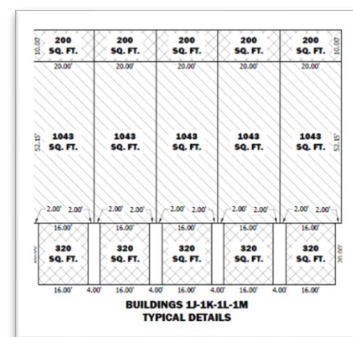 200 200 200 200 200
SQ. FT. SQ. FT. SQ. FT. SQ. FT. SQ. FT.
10.00' 10.00'
20.00' 20.00' 20.00' 20.00' 20.00'
1043 1043 1043 1043 1043
SQ. FT. SQ. FT. SQ. FT. SQ. FT. SQ. FT.
52.15' 52.15'
2.00' 2.00' 2.00' 2.00' 2.00' 2.00' 2.00' 2.00'
16.00' 16.00' 16.00' 16.00' 16.00'
320 320 320 320 320
SQ. FT. SQ. FT. SQ. FT. SQ. FT. SQ. FT.
20.00'
16.00' 4.00' 16.00' 4.00' 16.00' 4.00' 16.00' 4.00' 16.00'
BUILDINGS 1J-1K-1L-1M
TYPICAL DETAILS